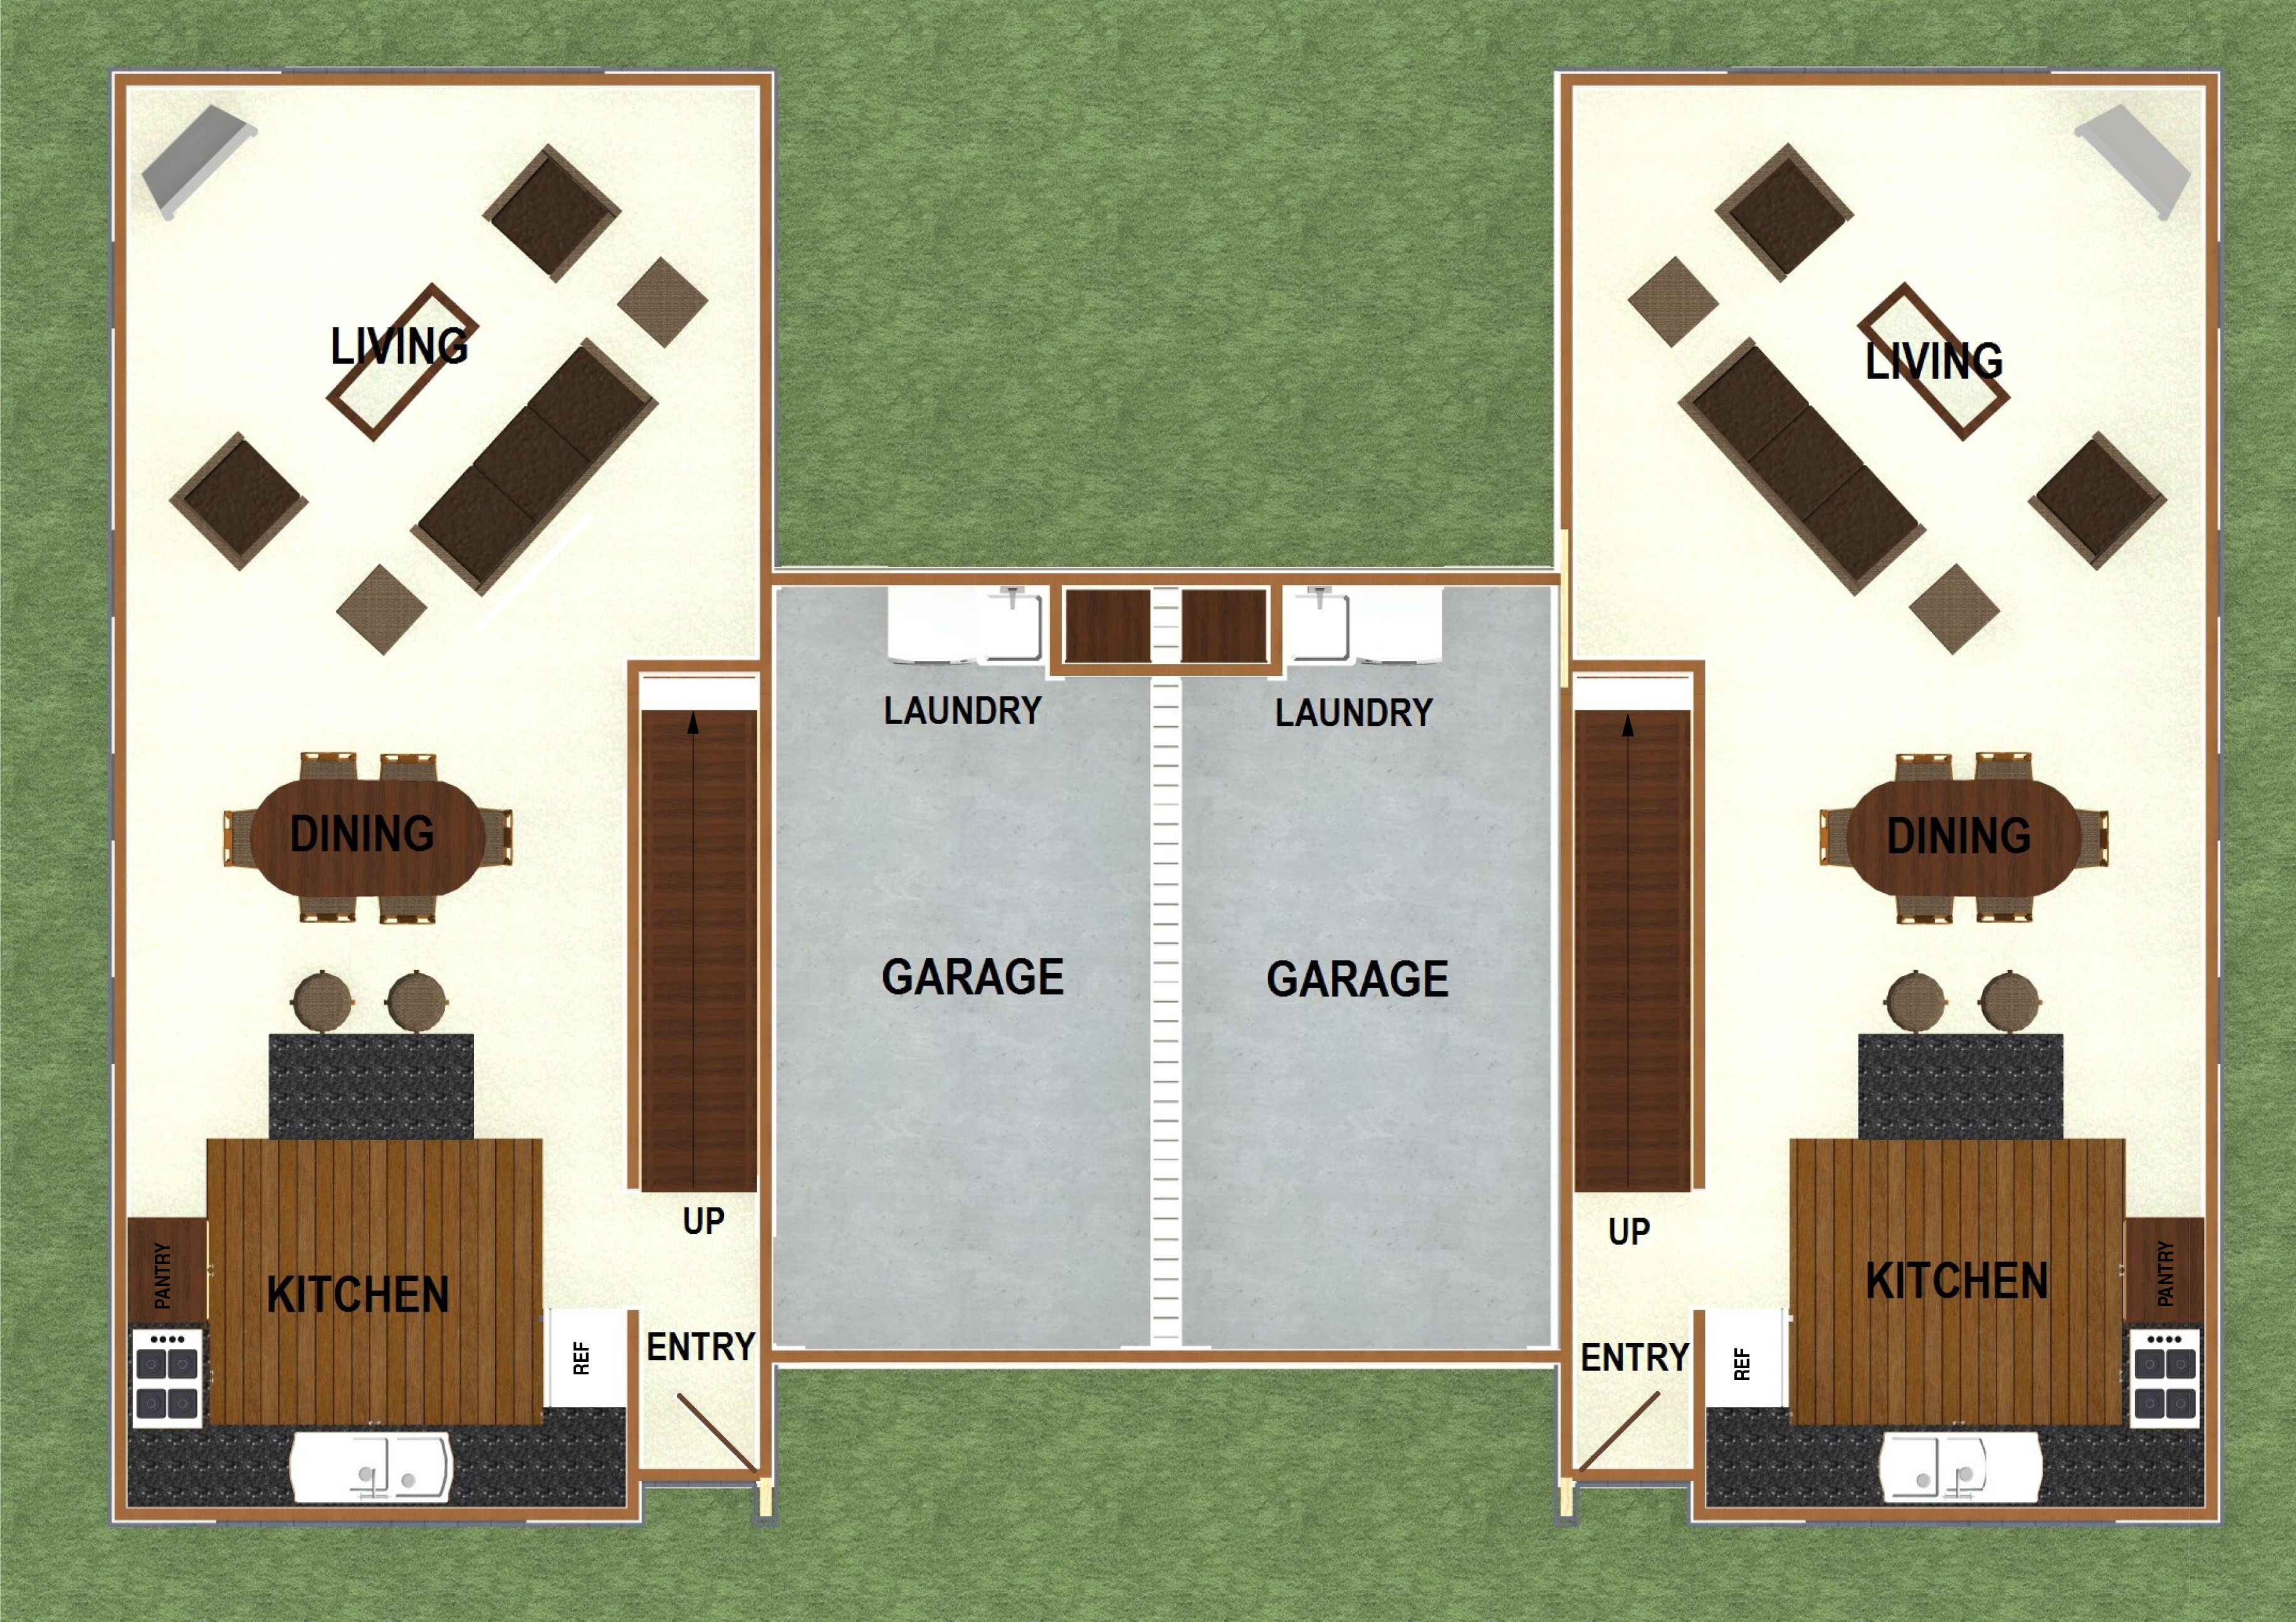 LIVING
LIVING
LAUNDRY
LAUNDRY
DINING
DINING
GARAGE
GARAGE
UP
UP
PANTRY
KITCHEN
KITCHEN
PANTRY
REF
ENTRY
ENTRY
REF